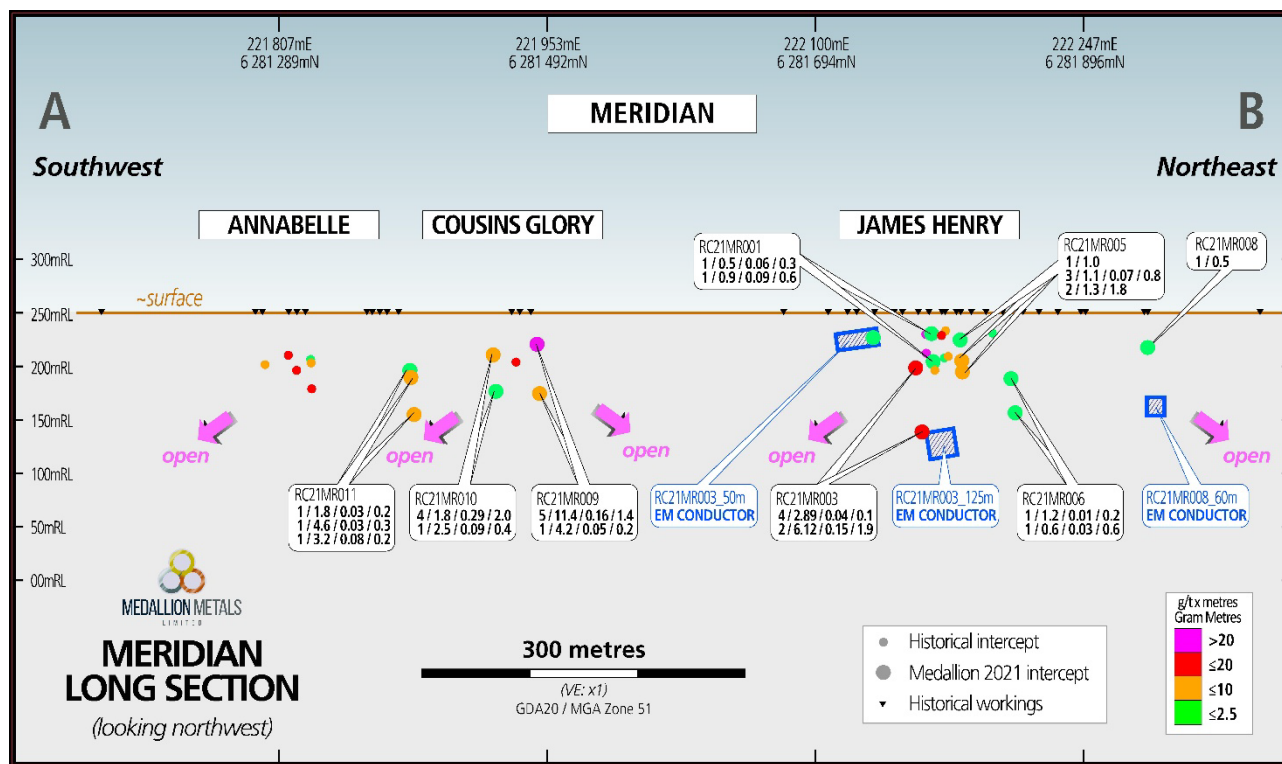 221 807mE
6 281 289mN
221 953mE
6 281 492mN
222 100mE
6 281 694mN
222 247mE
6 281 896mN
A
MERIDIAN
B
Southwest
Northeast
ANNABELLE
COUSINS GLORY
JAMES HENRY
RC21MR001
1 / 0.5 / 0.06 / 0.3
1 / 0.9 / 0.09 / 0.6
RC21MR005
1 / 1.0
3 / 1.1 / 0.07 / 0.8
2 / 1.3 / 1.8
RC21MR008
1 / 0.5
300mRL
~surface
250mRL
200mRL
150mRL
100mRL
50mRL
00mRL
open
open
open
open
open
RC21MR011
1 / 1.8 / 0.03 / 0.2
1 / 4.6 / 0.03 / 0.3
1 / 3.2 / 0.08 / 0.2
RC21MR010
4 / 1.8 / 0.29 / 2.0
1 / 2.5 / 0.09 / 0.4
RC21MR009
5 / 11.4 / 0.16 / 1.4
1 / 4.2 / 0.05 / 0.2
RC21MR003_50m
EM CONDUCTOR
RC21MR003
4 / 2.89 / 0.04 / 0.1
2 / 6.12 / 0.15 / 1.9
RC21MR003_125m
EM CONDUCTOR
RC21MR006
1 / 1.2 / 0.01 / 0.2
1 / 0.6 / 0.03 / 0.6
RC21MR008_60m
EM CONDUCTOR
MEDALLION METALS
LIMITED
MERIDIAN
LONG SECTION
(looking northwest)
300 metres
(VE: x1)
GDA20 / MGA Zone 51
Historical intercept
Medallion 2021 intercept
Historical workings
g/t x metres
Gram Metres
>20
≤20
≤10
≤2.5